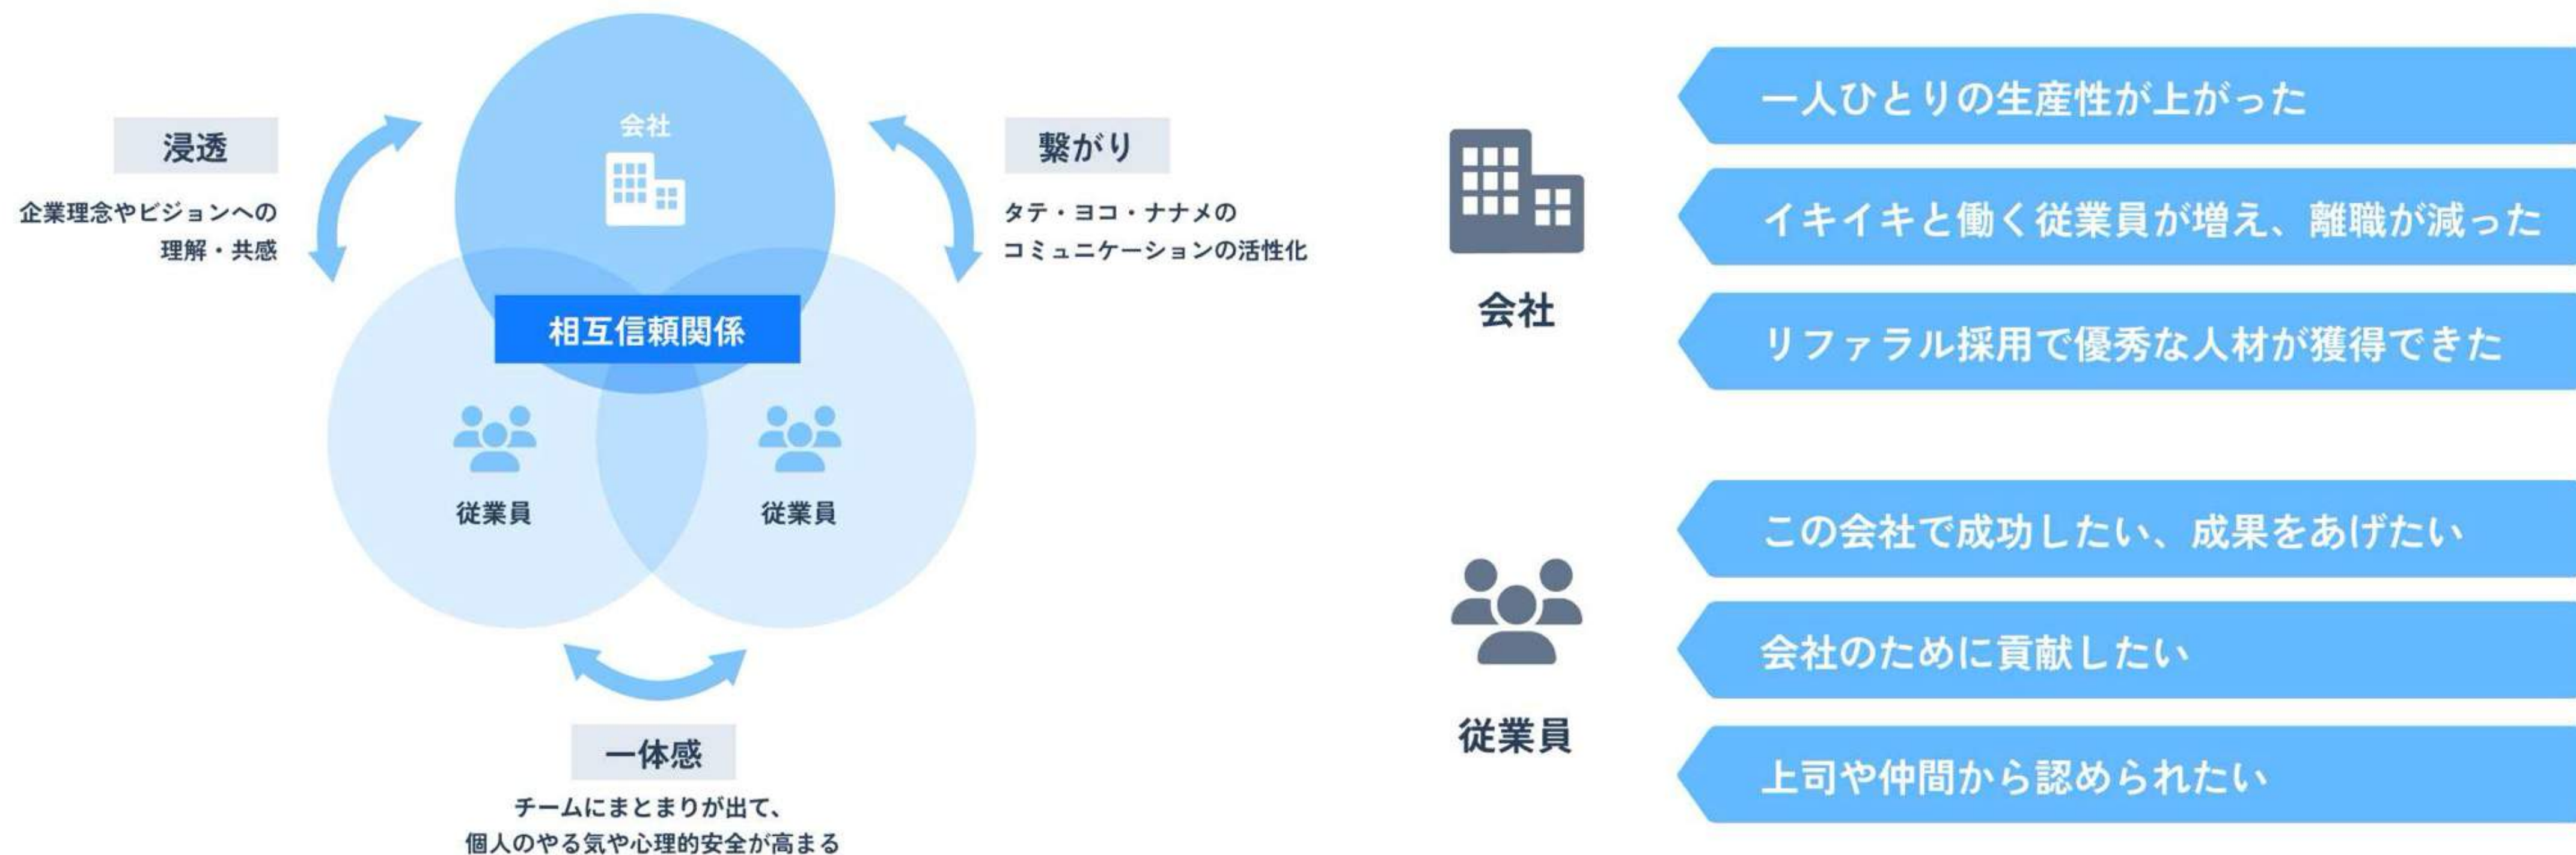 会社
浸透
企業理念やビジョンへの
理解・共感
繋がり
タテ・ヨコ・ナナメの
コミュニケーションの活性化
相互信頼関係
従業員
従業員
一体感
チームにまとまりが出て、
個人のやる気や心理的安全が高まる
会社
一人ひとりの生産性が上がった
イキイキと働く従業員が増え、離職が減った
リファラル採用で優秀な人材が獲得できた
従業員
この会社で成功したい、成果をあげたい
会社のために貢献したい
上司や仲間から認められたい